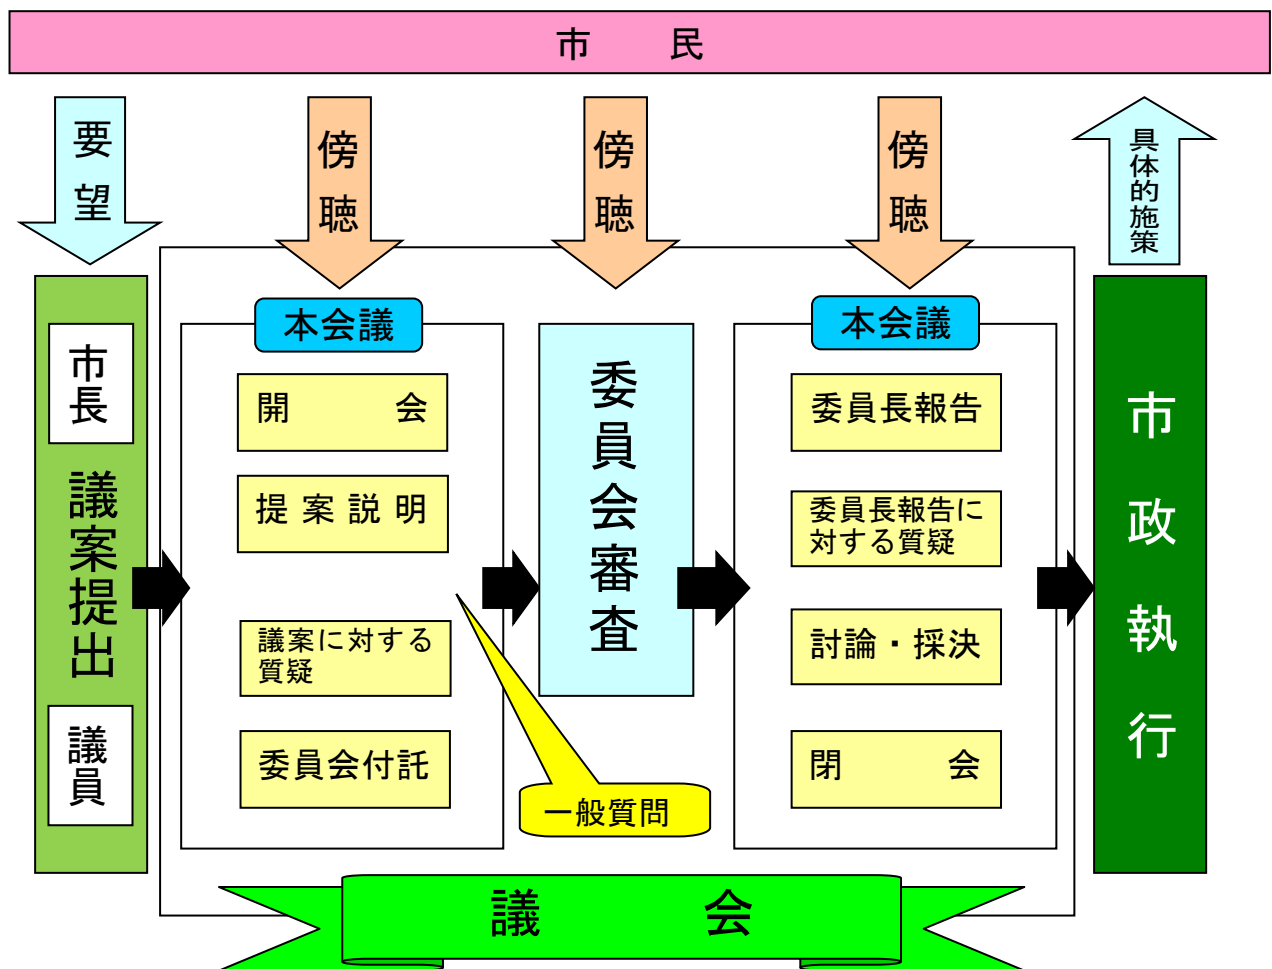 市　　民
要望
傍聴
傍聴
傍聴
具体的施策
市長
議案提出
議員
本会議
開　　　会
提 案 説 明
議案に対する
質疑
委員会付託
一般質問
委員会審査
本会議
委員長報告
委員長報告に
対する質疑
討論・採決
閉　　　会
市政執行
議　　　会